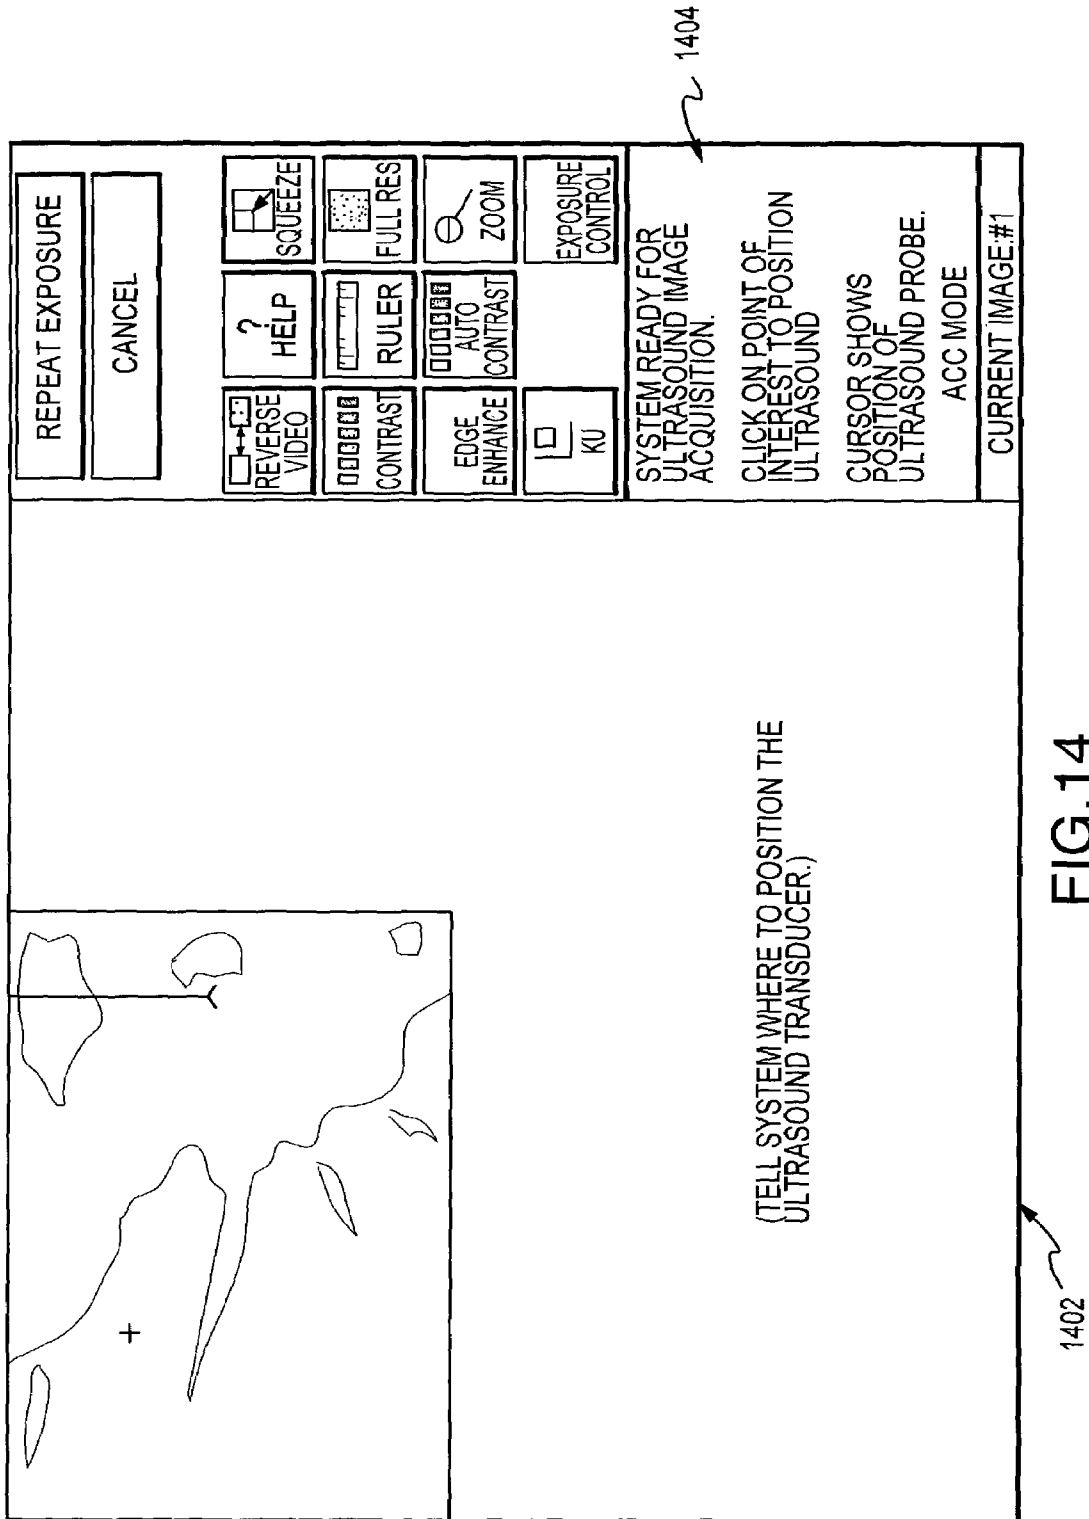 REPEAT EXPOSURE
CANCEL
REVERSE
VIDEO
?
HELP
SQUEEZE
CONTRAST
RULER
FULL RES
EDGE
ENHANCE
AUTO
CONTRAST
ZOOM
KU
EXPOSURE
CONTROL
SYSTEM READY FOR
ULTRASOUND IMAGE
ACQUISITION.
CLICK ON POINT OF
INTEREST TO POSITION
ULTRASOUND
CURSOR SHOWS
POSITION OF
ULTRASOUND PROBE.
ACC MODE
CURRENT IMAGE:#1
1404
(TELL SYSTEM WHERE TO POSITION THE
ULTRASOUND TRANSDUCER.)
1402
FIG.14